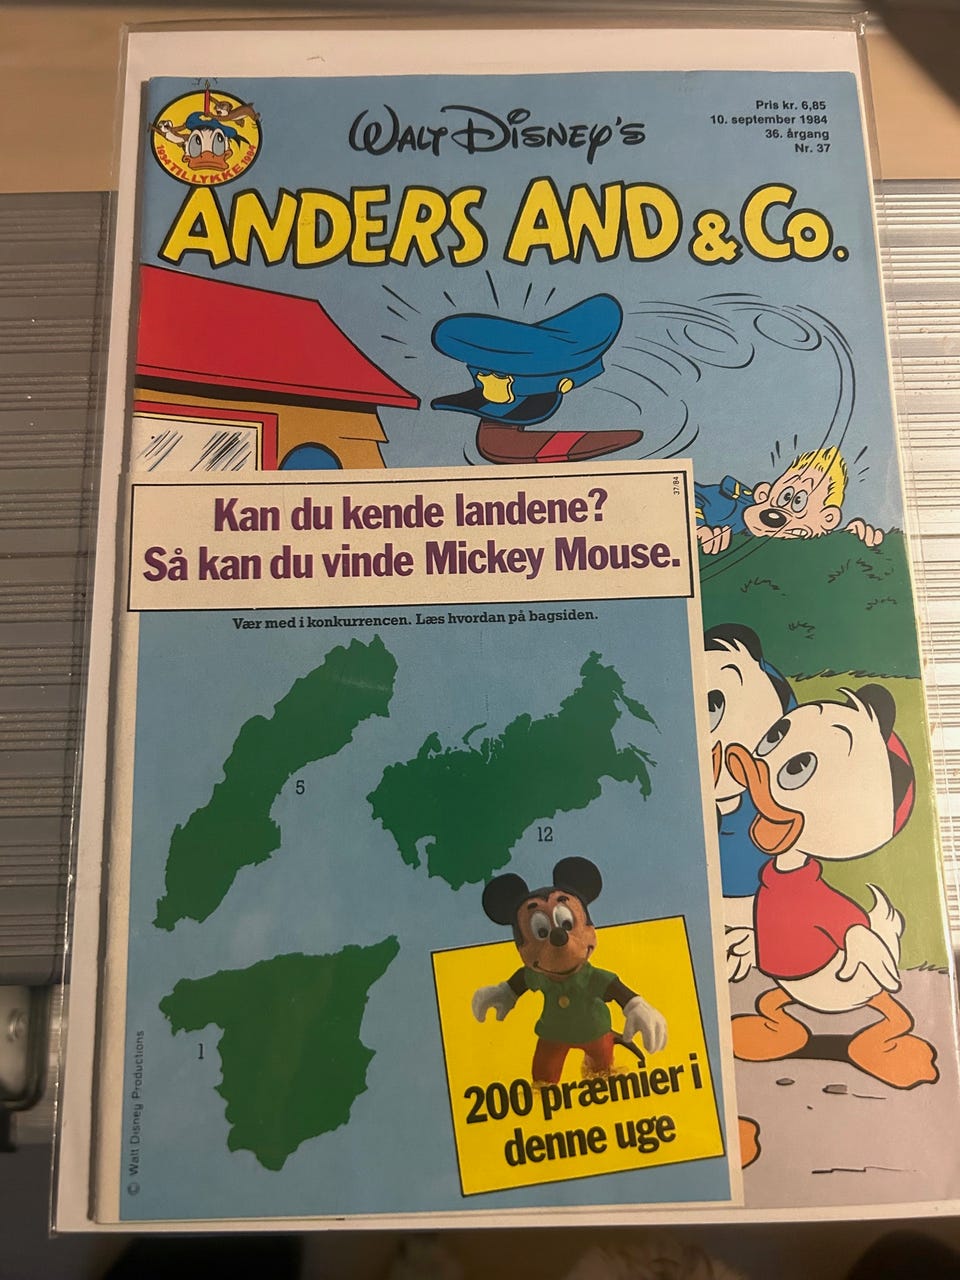 1934 TILLYKKE 1984
WALT DISNEY'S
Pris kr. 6,85
10. september 1984
36. årgang
Nr. 37
ANDERS AND & CO.
37/84
Kan du kende landene?
Så kan du vinde Mickey Mouse.
Vær med i konkurrencen. Læs hvordan på bagsiden.
5
12
1
200 præmier i
denne uge
© Walt Disney Productions